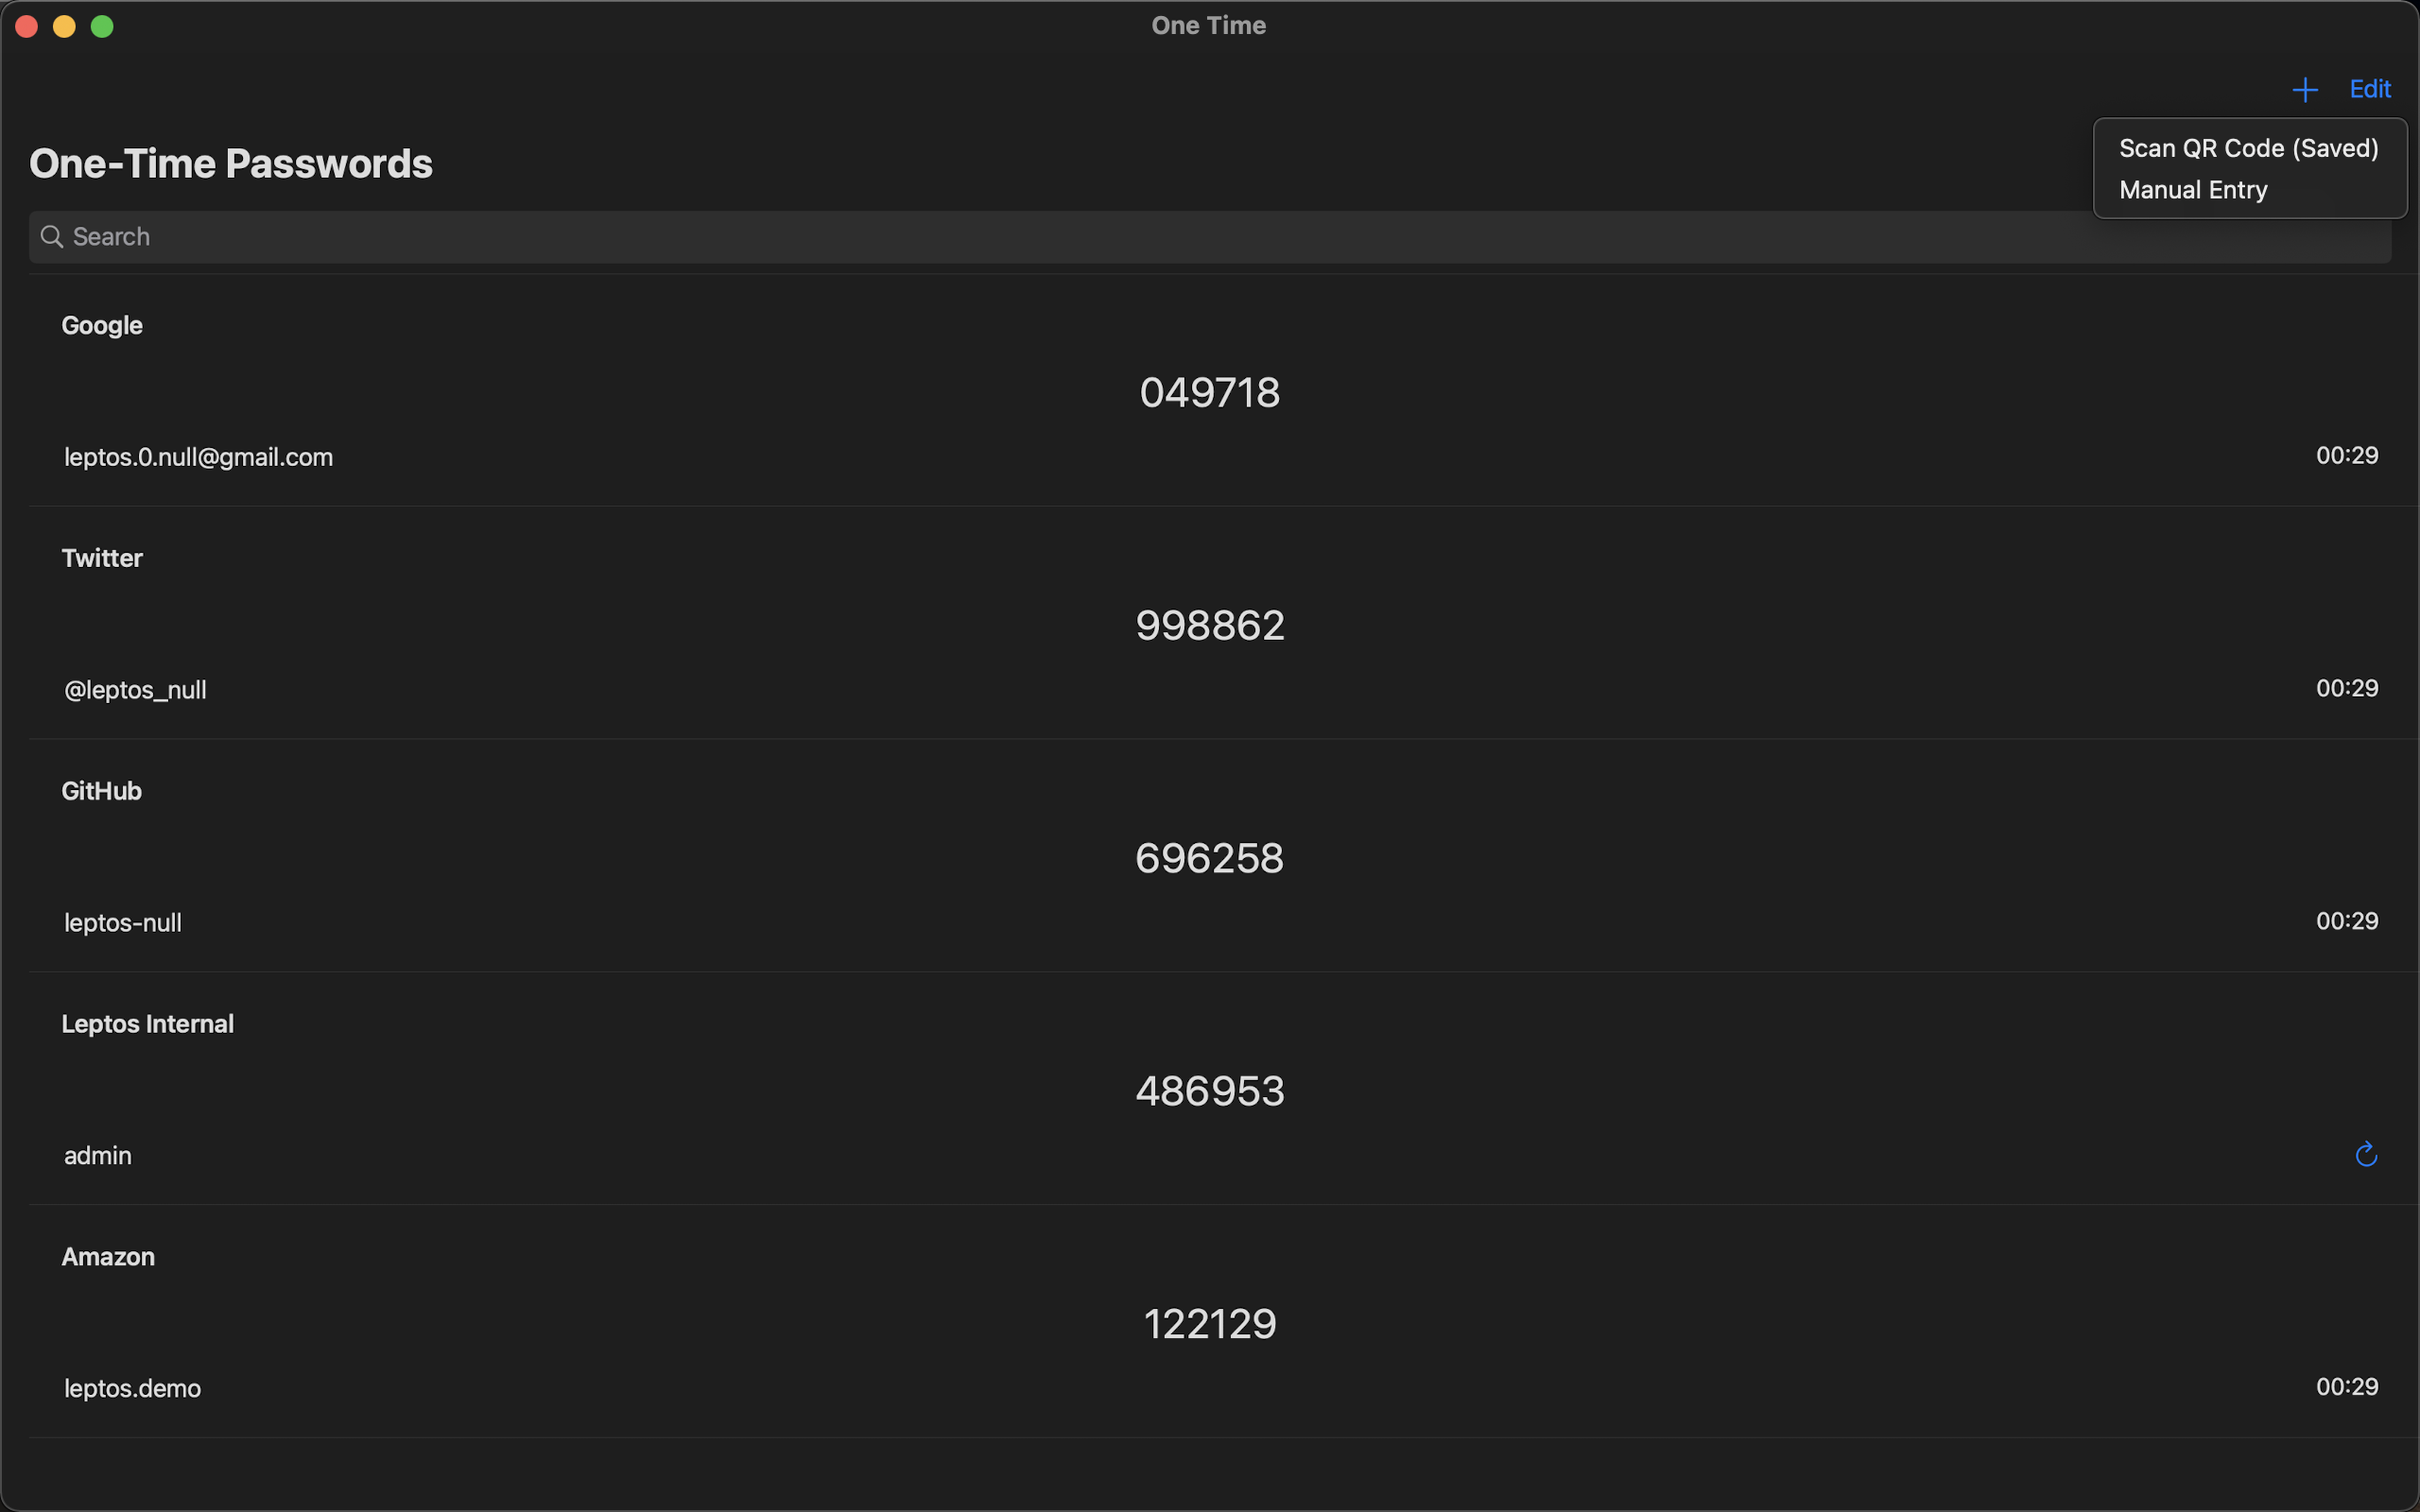 One Time
Edit
Scan QR Code (Saved)
Manual Entry
One-Time Passwords
Search
Google
049718
leptos.0.null@gmail.com
00:29
Twitter
998862
@leptos_null
00:29
GitHub
696258
leptos-null
00:29
Leptos Internal
486953
admin
Amazon
122129
leptos.demo
00:29